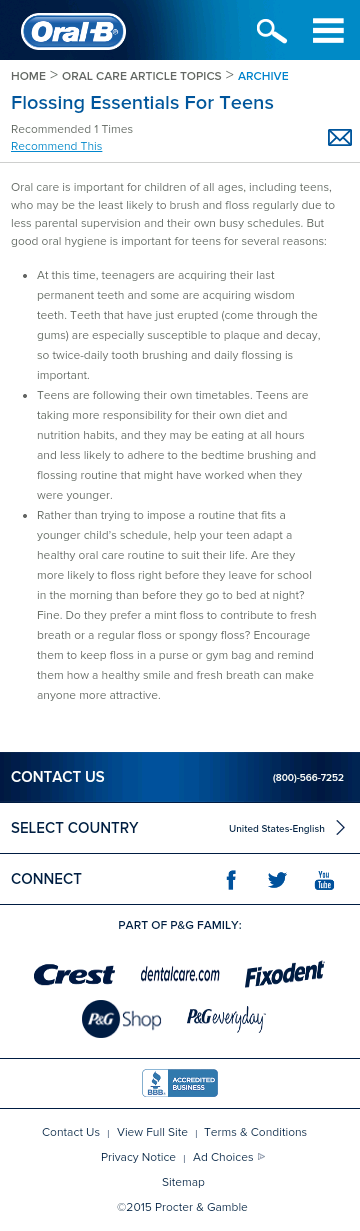 Oral-B®
HOME > ORAL CARE ARTICLE TOPICS > ARCHIVE
Flossing Essentials For Teens
Recommended 1 Times
Recommend This
Oral care is important for children of all ages, including teens,
who may be the least likely to brush and floss regularly due to
less parental supervision and their own busy schedules. But
good oral hygiene is important for teens for several reasons:
• At this time, teenagers are acquiring their last
permanent teeth and some are acquiring wisdom
teeth. Teeth that have just erupted (come through the
gums) are especially susceptible to plaque and decay,
so twice-daily tooth brushing and daily flossing is
important.
• Teens are following their own timetables. Teens are
taking more responsibility for their own diet and
nutrition habits, and they may be eating at all hours
and less likely to adhere to the bedtime brushing and
flossing routine that might have worked when they
were younger.
• Rather than trying to impose a routine that fits a
younger child's schedule, help your teen adapt a
healthy oral care routine to suit their life. Are they
more likely to floss right before they leave for school
in the morning than before they go to bed at night?
Fine. Do they prefer a mint floss to contribute to fresh
breath or a regular floss or spongy floss? Encourage
them to keep floss in a purse or gym bag and remind
them how a healthy smile and fresh breath can make
anyone more attractive.
CONTACT US (800)-566-7252
SELECT COUNTRY United States-English
CONNECT You Tube
PART OF P&G FAMILY:
Crest dentalcare.com Fixodent
P&G Shop P&G everyday
BBB. ACCREDITED BUSINESS
Contact Us | View Full Site | Terms & Conditions
Privacy Notice | Ad Choices
Sitemap
©2015 Procter & Gamble